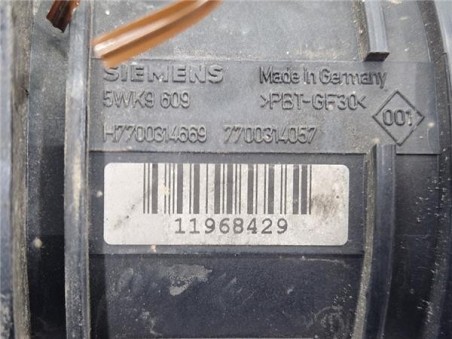 SIEMENS Made in Germany
5WK9 609 >PBT-GF30< 001
H7700314669 7700314057
11968429